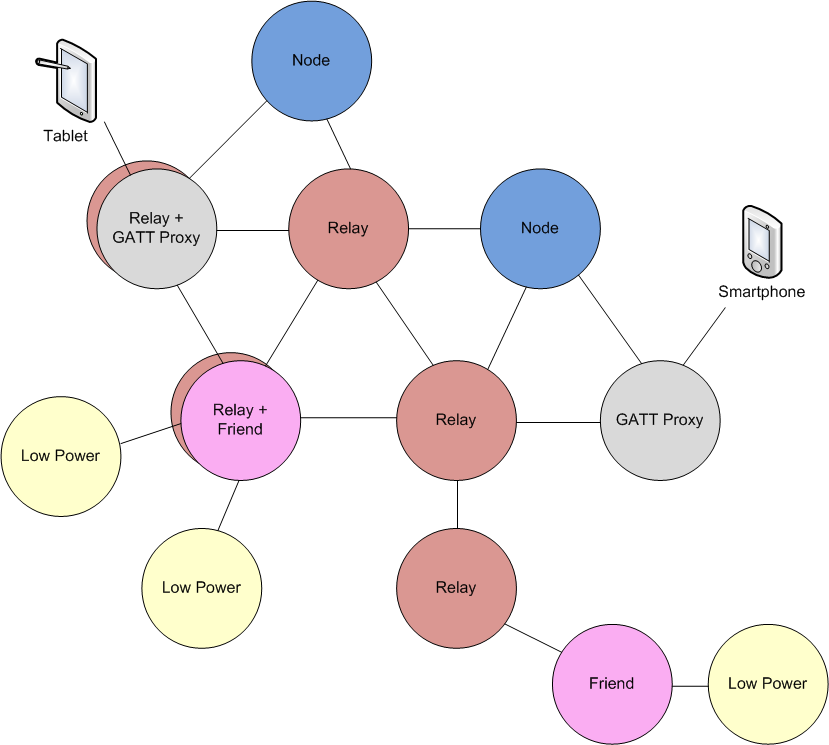 Node
Tablet
Relay +
GATT Proxy
Relay
Node
Smartphone
Relay +
Friend
Relay
GATT Proxy
Low Power
Low Power
Relay
Friend
Low Power